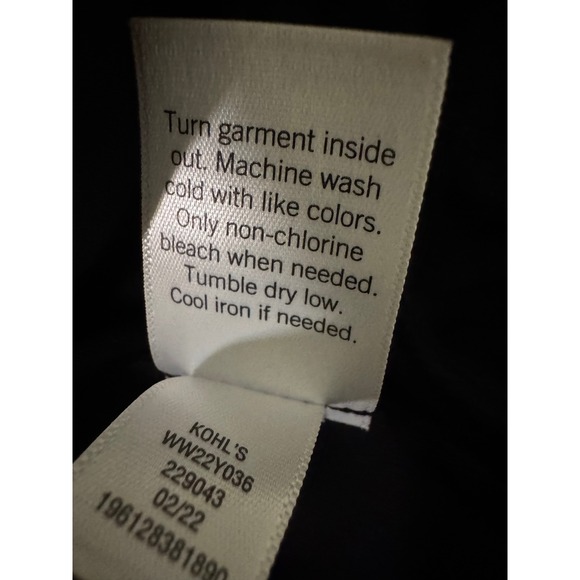 Turn garment inside
out. Machine wash
cold with like colors.
Only non-chlorine
bleach when needed.
Tumble dry low.
Cool iron if needed.
KOHL'S
WW22Y036
229043
02/22
196128381890